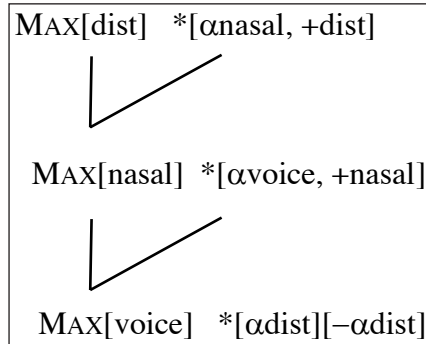 MAX[dist] *[αnasal, +dist]
MAX[nasal] *[αvoice, +nasal]
MAX[voice] *[αdist][−αdist]